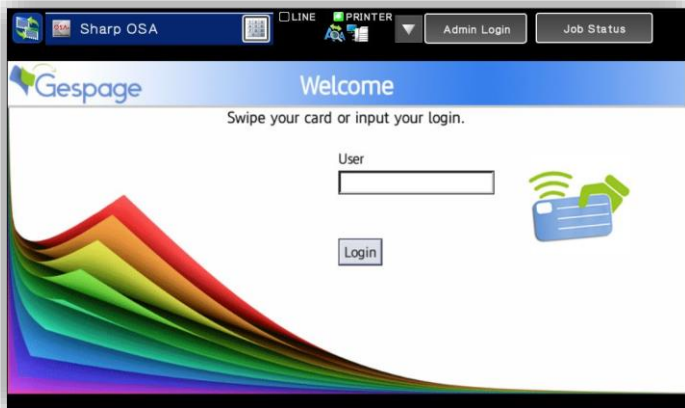 Sharp OSA
LINE
PRINTER
Admin Login
Job Status
Gespage
Welcome
Swipe your card or input your login.
User
Login